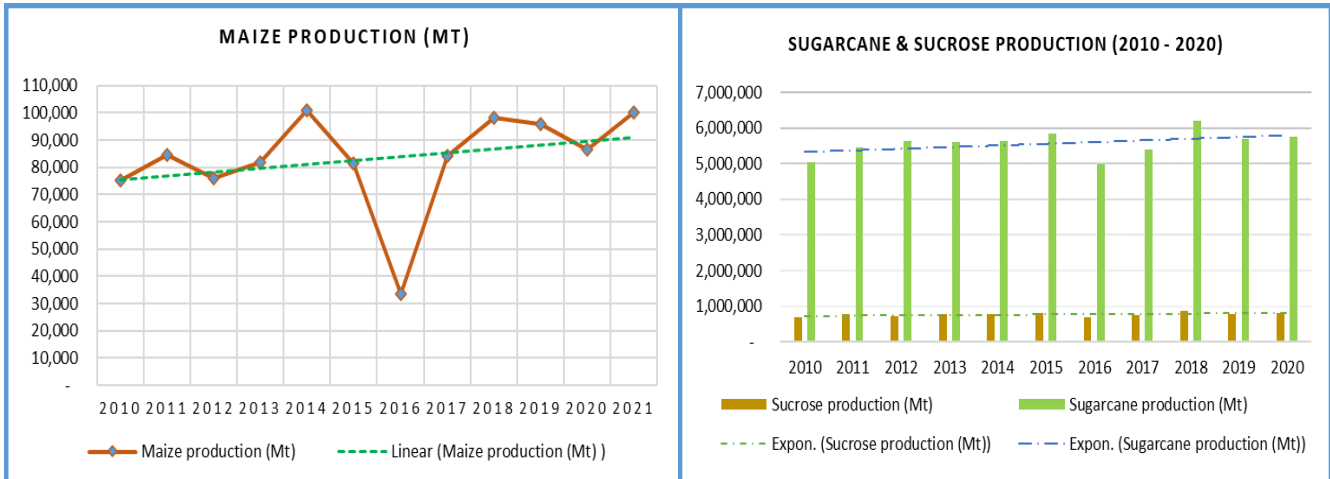 MAIZE PRODUCTION (MT)
110,000
100,000
90,000
80,000
70,000
60,000
50,000
40,000
30,000
20,000
10,000
-
2010 2011 2012 2013 2014 2015 2016 2017 2018 2019 2020 2021
Maize production (Mt)
Linear (Maize production (Mt) )
SUGARCANE & SUCROSE PRODUCTION (2010 - 2020)
7,000,000
6,000,000
5,000,000
4,000,000
3,000,000
2,000,000
1,000,000
-
2010 2011 2012 2013 2014 2015 2016 2017 2018 2019 2020
Sucrose production (Mt)
Sugarcane production (Mt)
Expon. (Sucrose production (Mt))
Expon. (Sugarcane production (Mt))